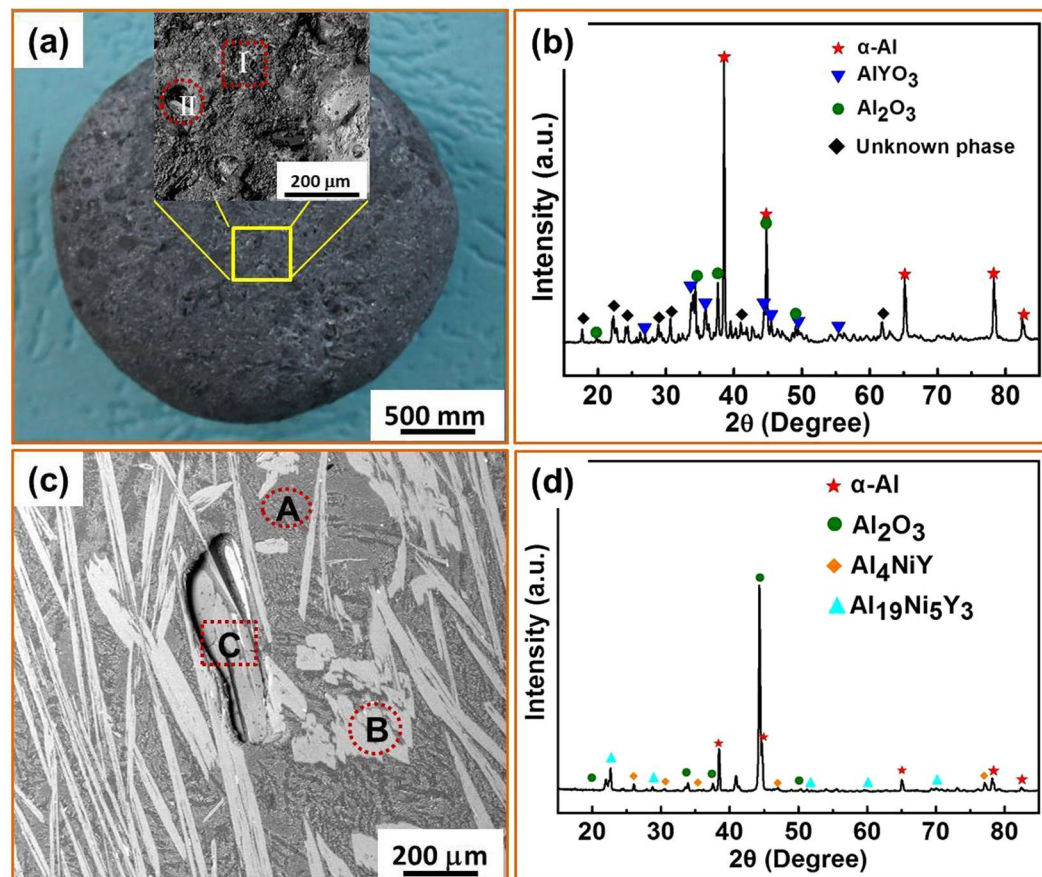 (a)
I
II
200 μm
500 mm
(b)
α-Al
AlYO3
Al2O3
Unknown phase
Intensity (a.u.)
20 30 40 50 60 70 80
2θ (Degree)
(c)
A
C
B
200 μm
(d)
α-Al
Al2O3
Al4NiY
Al19Ni5Y3
Intensity (a.u.)
20 30 40 50 60 70 80
2θ (Degree)